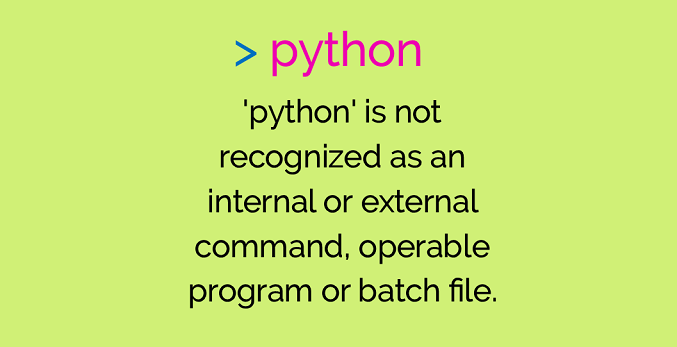 > python
'python' is not
recognized as an
internal or external
command, operable
program or batch file.